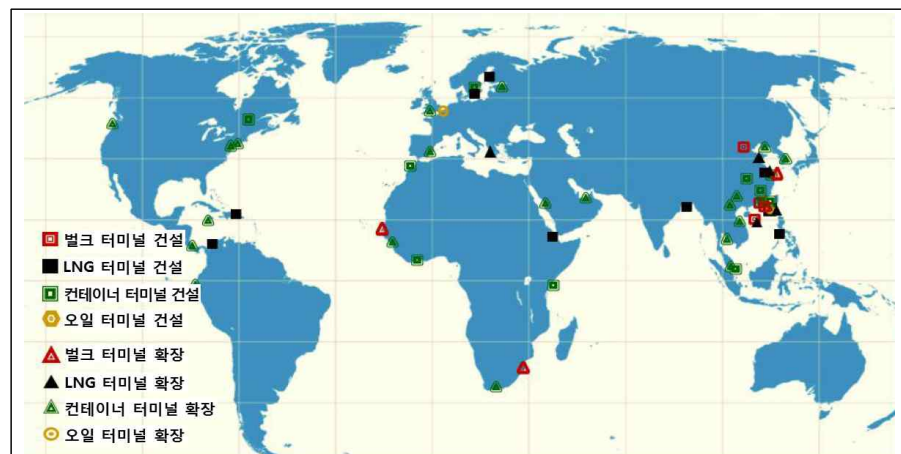 벌크 터미널 건설
LNG 터미널 건설
컨테이너 터미널 건설
오일 터미널 건설
벌크 터미널 확장
LNG 터미널 확장
컨테이너 터미널 확장
오일 터미널 확장